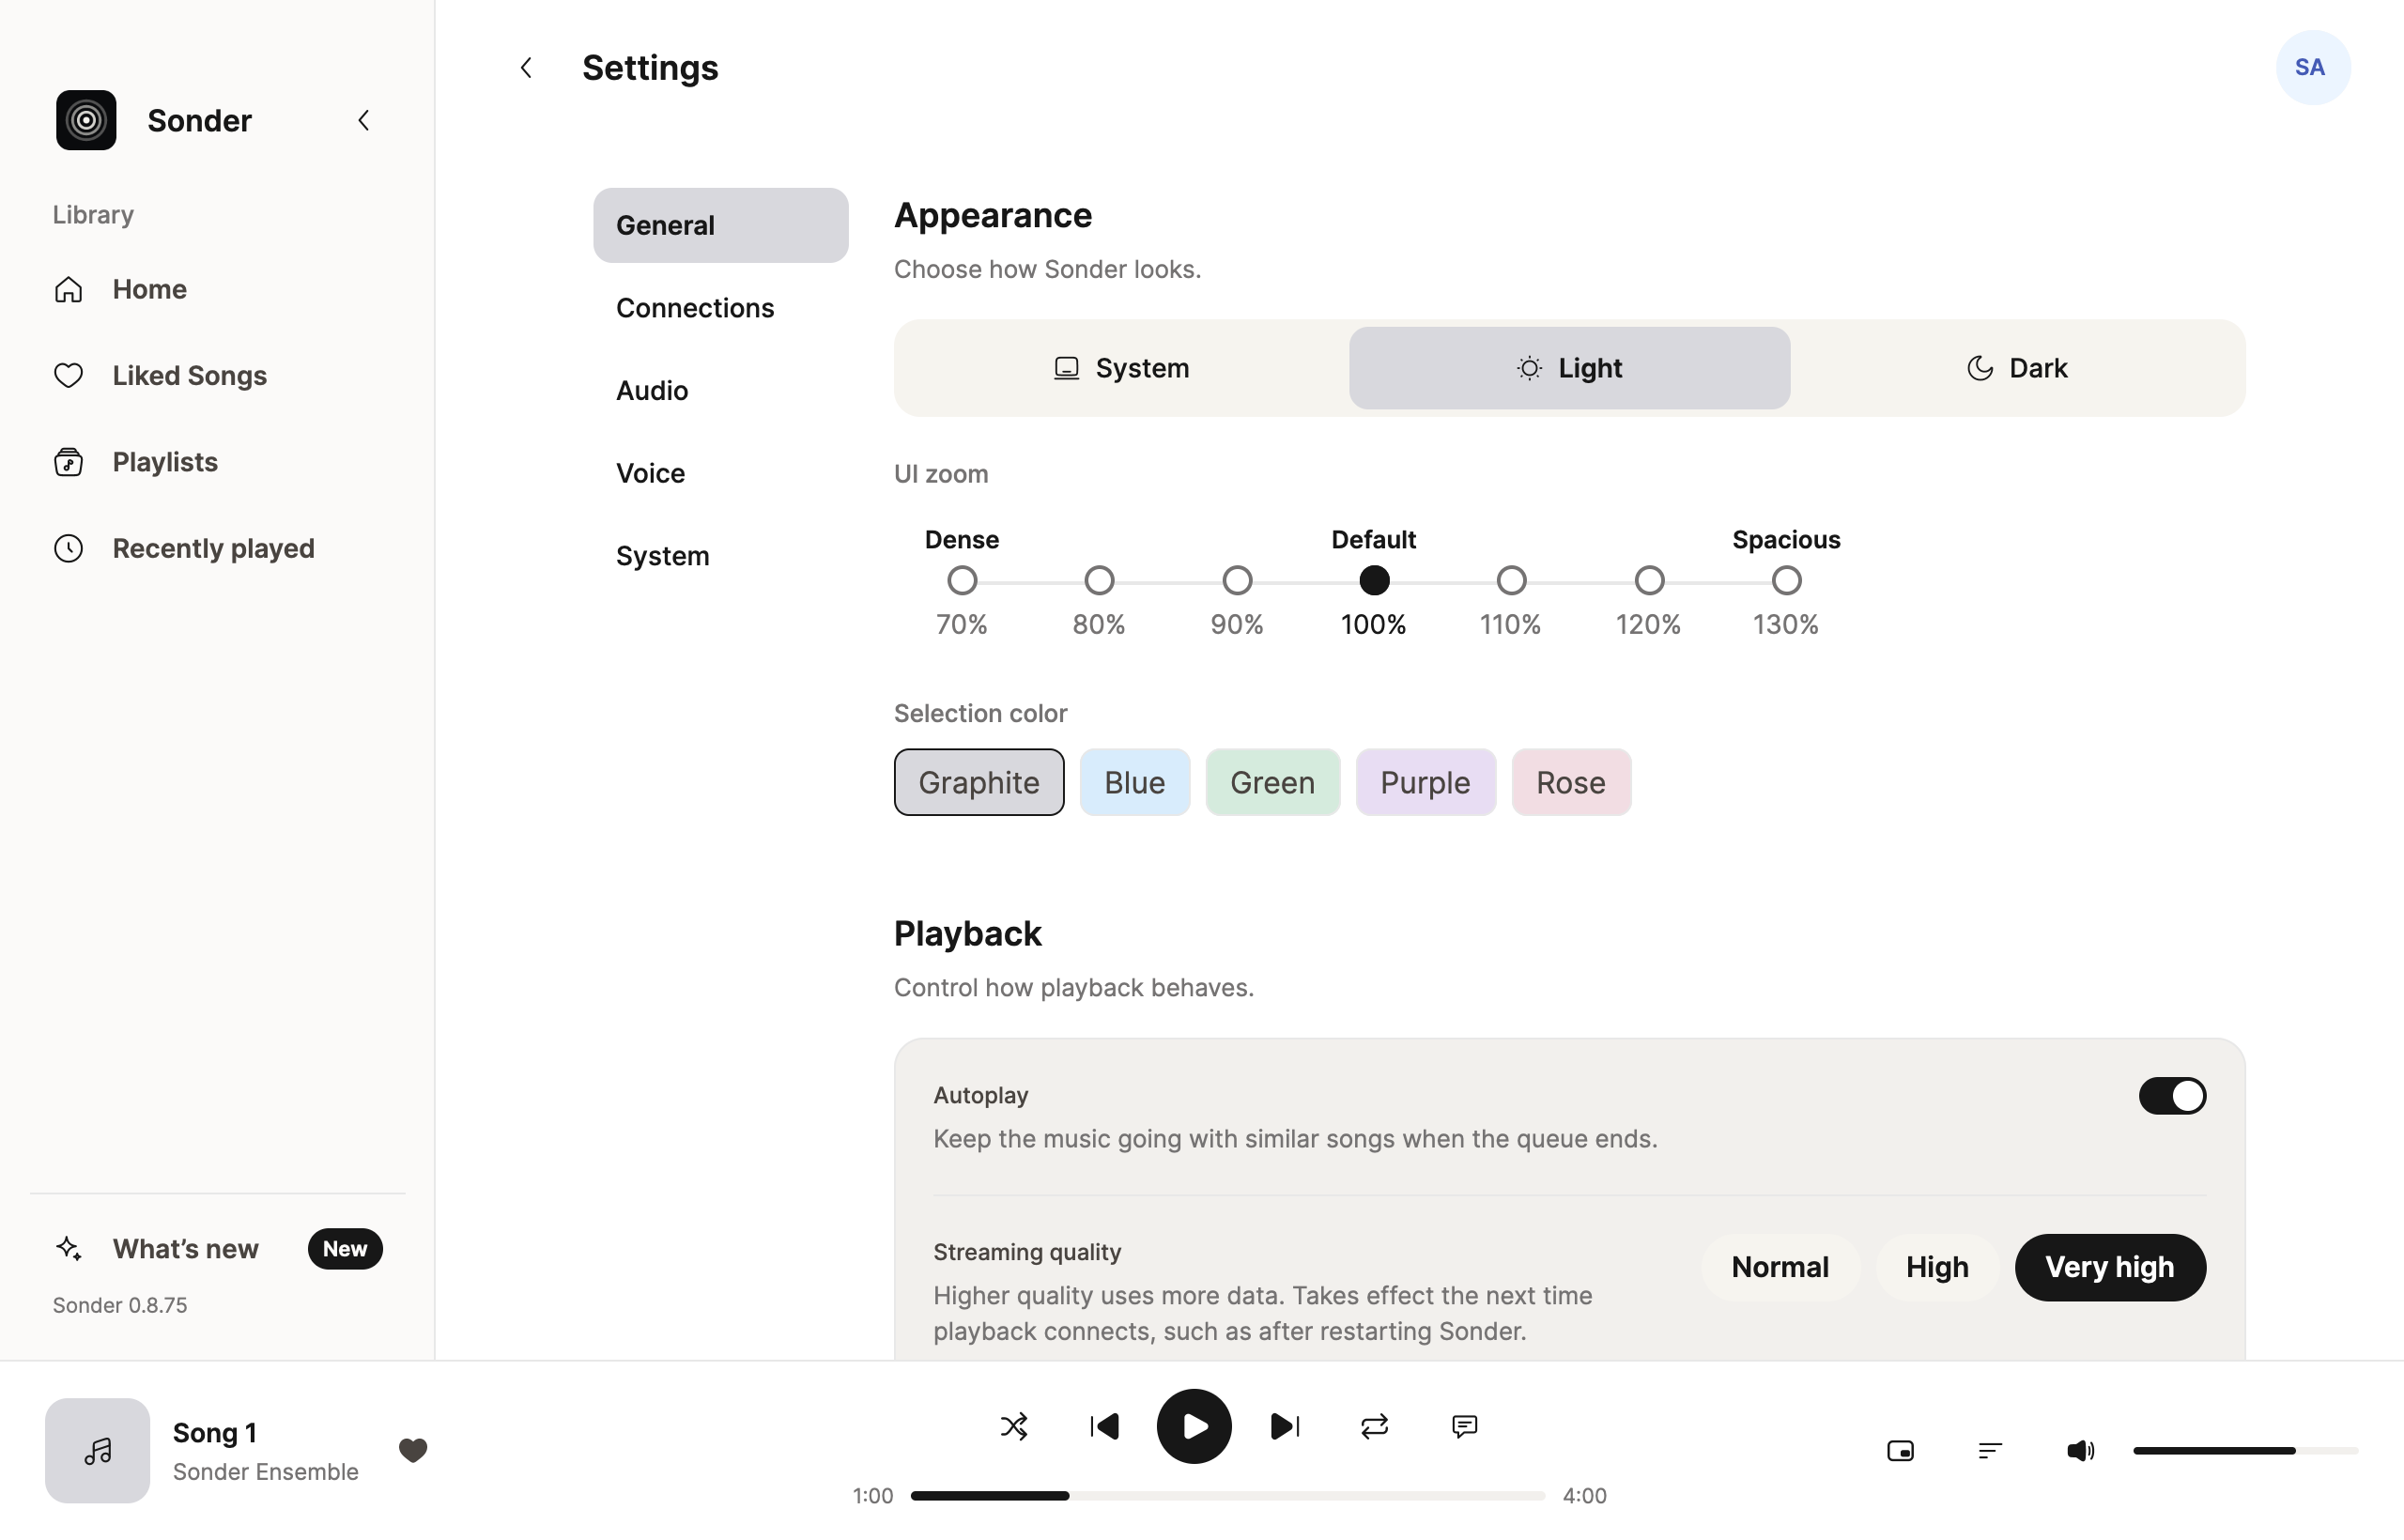 Sonder
Library
Home
Liked Songs
Playlists
Recently played
What’s new
New
Sonder 0.8.75
Settings
SA
General
Connections
Audio
Voice
System
Appearance
Choose how Sonder looks.
System
Light
Dark
UI zoom
Dense
Default
Spacious
70%
80%
90%
100%
110%
120%
130%
Selection color
Graphite
Blue
Green
Purple
Rose
Playback
Control how playback behaves.
Autoplay
Keep the music going with similar songs when the queue ends.
Streaming quality
Higher quality uses more data. Takes effect the next time
playback connects, such as after restarting Sonder.
Normal
High
Very high
Song 1
Sonder Ensemble
1:00
4:00